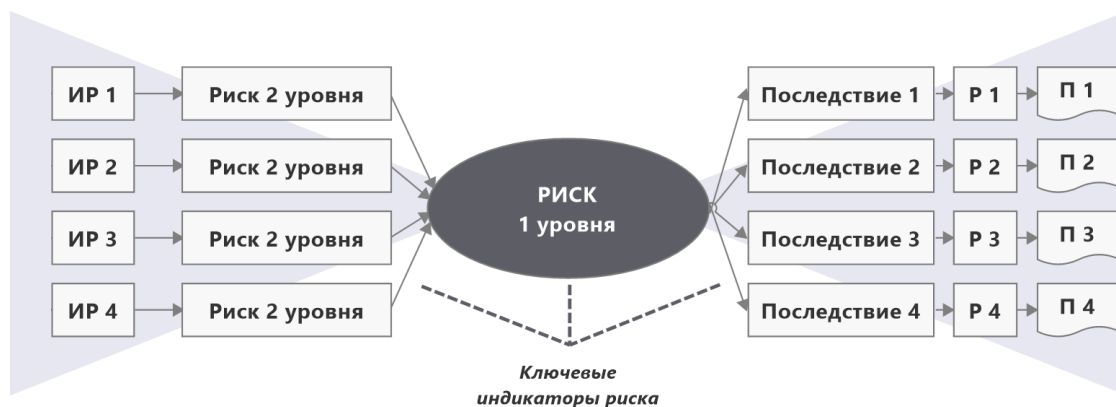 ИР 1
Риск 2 уровня
Последствие 1
Р 1
П 1
ИР 2
Риск 2 уровня
Последствие 2
Р 2
П 2
РИСК
1 уровня
ИР 3
Риск 2 уровня
Последствие 3
Р 3
П 3
ИР 4
Риск 2 уровня
Последствие 4
Р 4
П 4
Ключевые
индикаторы риска